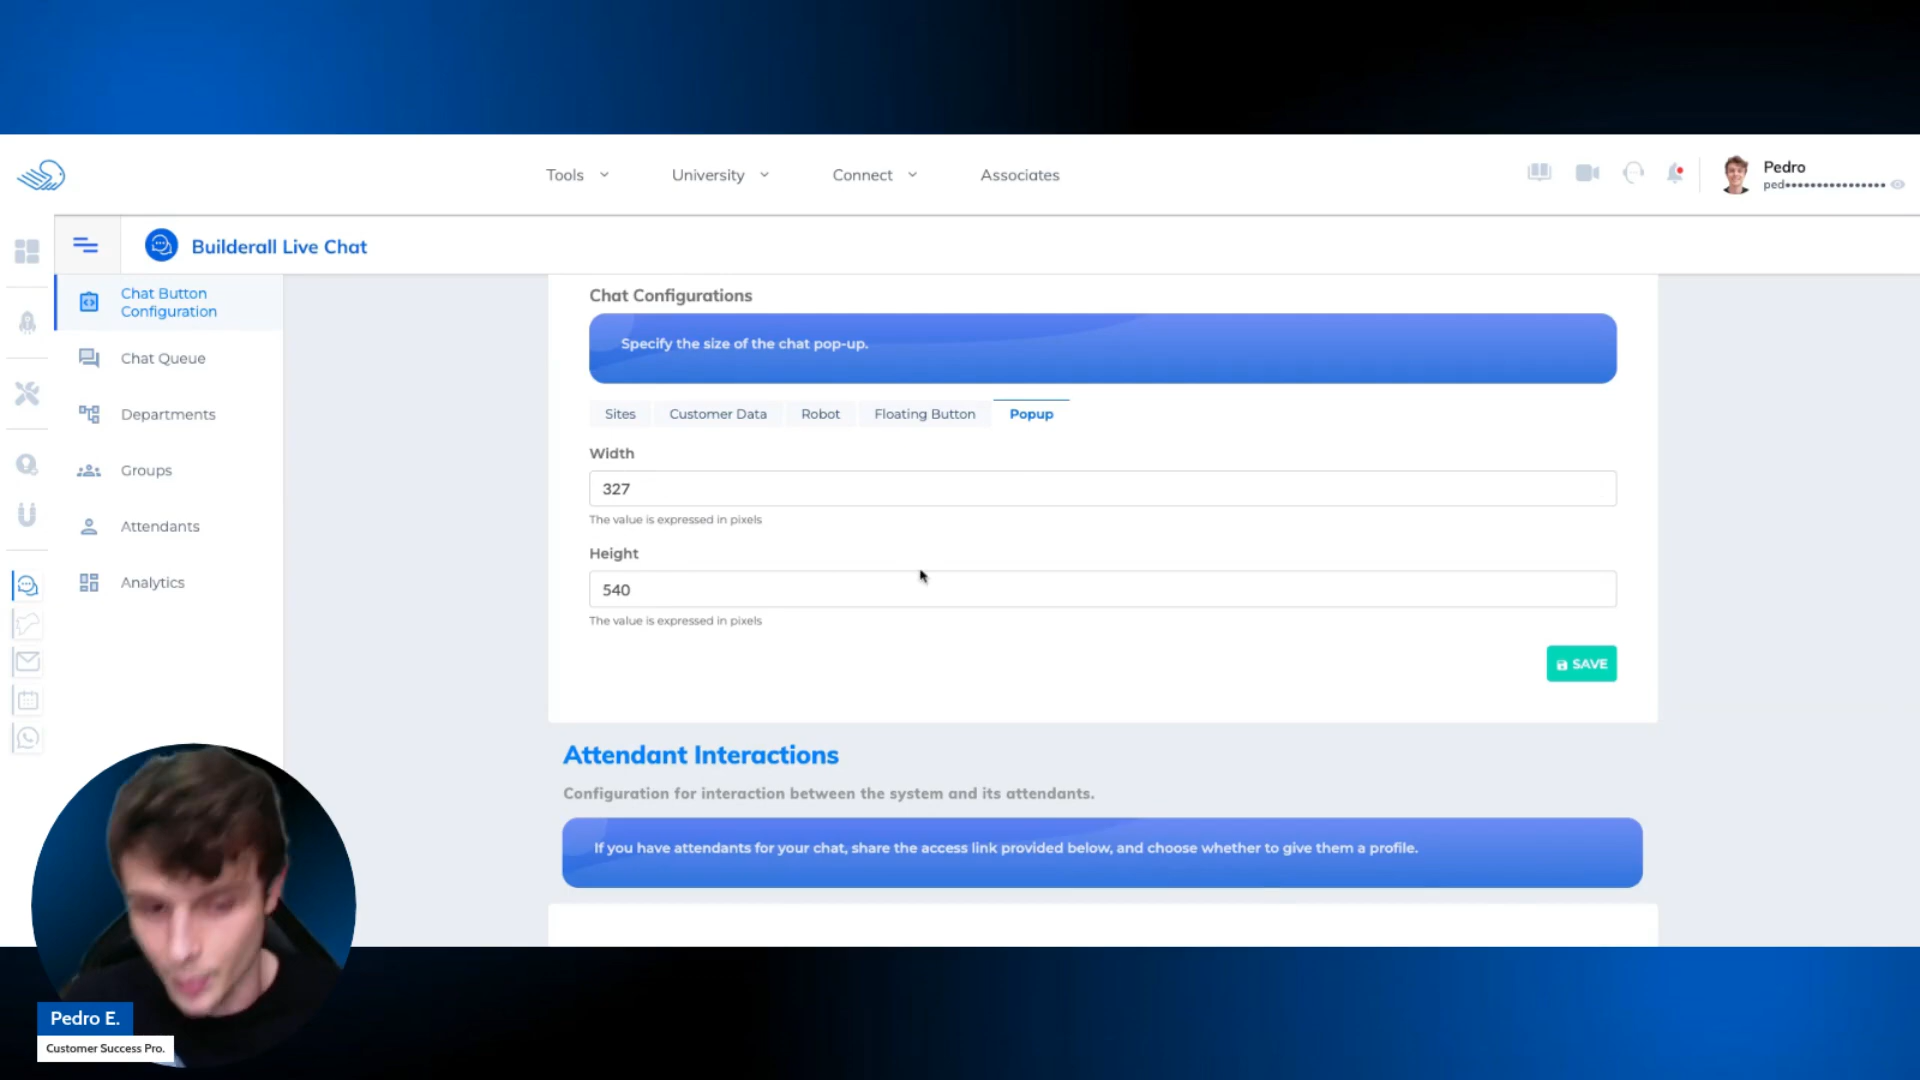 Tools
University
Connect
Associates
Pedro
ped••••••••••••••••
Builderall Live Chat
Chat Button
Configuration
Chat Queue
Departments
Groups
Attendants
Analytics
Chat Configurations
Specify the size of the chat pop-up.
Sites
Customer Data
Robot
Floating Button
Popup
Width
327
The value is expressed in pixels
Height
540
The value is expressed in pixels
SAVE
Attendant Interactions
Configuration for interaction between the system and its attendants.
If you have attendants for your chat, share the access link provided below, and choose whether to give them a profile.
Pedro E.
Customer Success Pro.